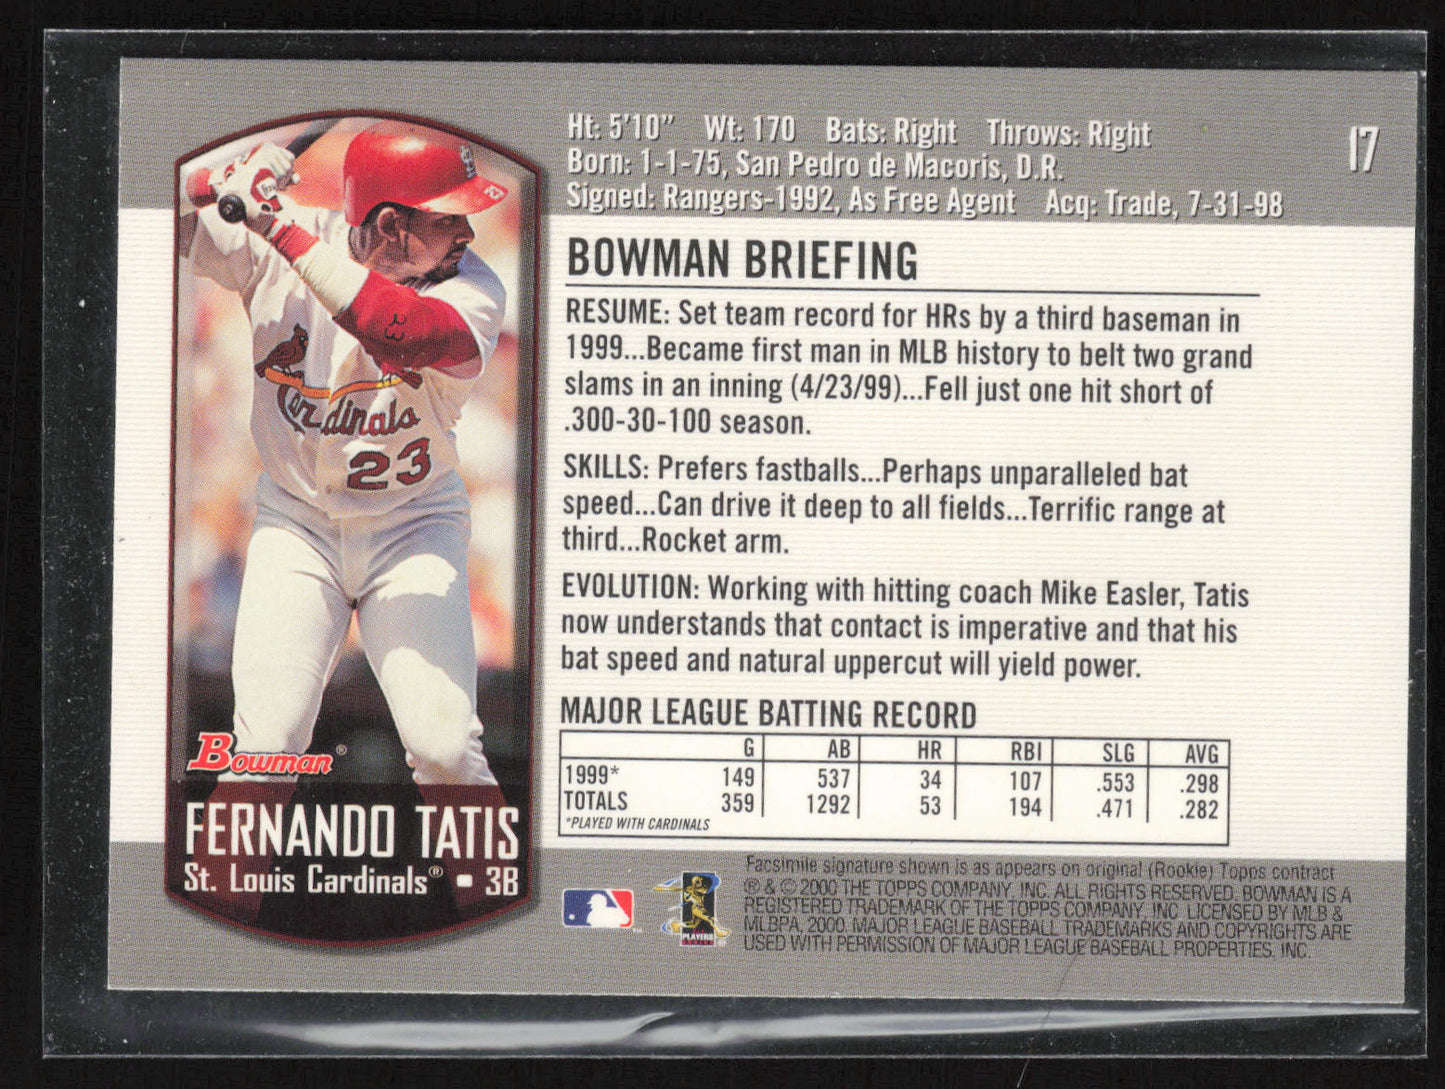 Ht: 5'10" Wt: 170 Bats: Right Throws: Right
Born: 1-1-75, San Pedro de Macoris, D.R.
Signed: Rangers-1992, As Free Agent Acq: Trade, 7-31-98
17
BOWMAN BRIEFING
RESUME: Set team record for HRs by a third baseman in
1999...Became first man in MLB history to belt two grand
slams in an inning (4/23/99)...Fell just one hit short of
.300-30-100 season.
SKILLS: Prefers fastballs...Perhaps unparalleled bat
speed...Can drive it deep to all fields...Terrific range at
third...Rocket arm.
EVOLUTION: Working with hitting coach Mike Easler, Tatis
now understands that contact is imperative and that his
bat speed and natural uppercut will yield power.
MAJOR LEAGUE BATTING RECORD
G AB HR RBI SLG AVG
1999* 149 537 34 107 .553 .298
TOTALS 359 1292 53 194 .471 .282
*PLAYED WITH CARDINALS
23
Cardinals
23
Bowman®
FERNANDO TATIS
St. Louis Cardinals® • 3B
PLAYERS
CHOICE
Facsimile signature shown is as appears on original (Rookie) Topps contract
® & © 2000 THE TOPPS COMPANY, INC. ALL RIGHTS RESERVED. BOWMAN IS A
REGISTERED TRADEMARK OF THE TOPPS COMPANY, INC. LICENSED BY MLB &
MLBPA, 2000. MAJOR LEAGUE BASEBALL TRADEMARKS AND COPYRIGHTS ARE
USED WITH PERMISSION OF MAJOR LEAGUE BASEBALL PROPERTIES, INC.